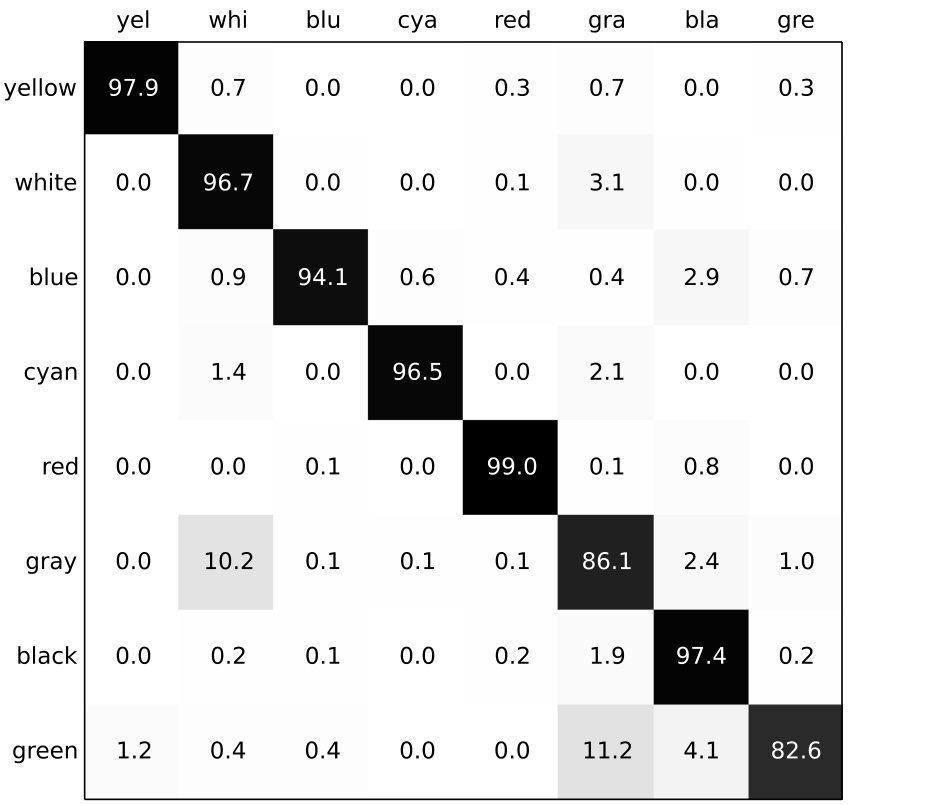 yel whi blu cya red gra bla gre
yellow 97.9 0.7 0.0 0.0 0.3 0.7 0.0 0.3
white 0.0 96.7 0.0 0.0 0.1 3.1 0.0 0.0
blue 0.0 0.9 94.1 0.6 0.4 0.4 2.9 0.7
cyan 0.0 1.4 0.0 96.5 0.0 2.1 0.0 0.0
red 0.0 0.0 0.1 0.0 99.0 0.1 0.8 0.0
gray 0.0 10.2 0.1 0.1 0.1 86.1 2.4 1.0
black 0.0 0.2 0.1 0.0 0.2 1.9 97.4 0.2
green 1.2 0.4 0.4 0.0 0.0 11.2 4.1 82.6